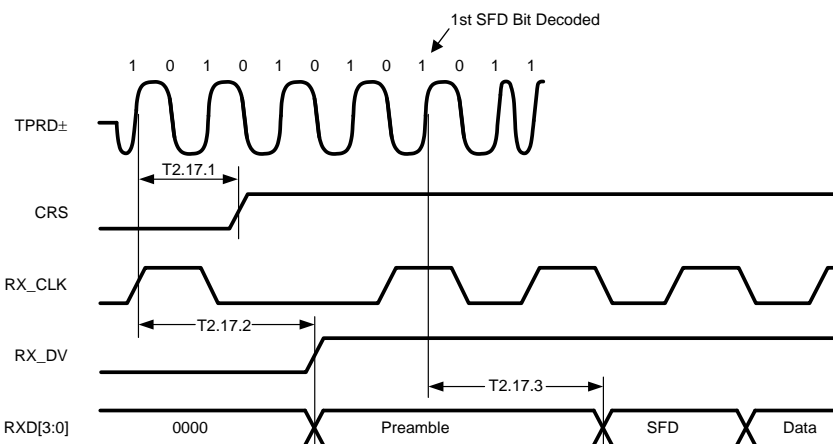 1st SFD Bit Decoded
1 0 1 0 1 0 1 0 1 0 1 1
TPRD±
T2.17.1
CRS
RX_CLK
T2.17.2
RX_DV
T2.17.3
RXD[3:0] 0000 Preamble SFD Data